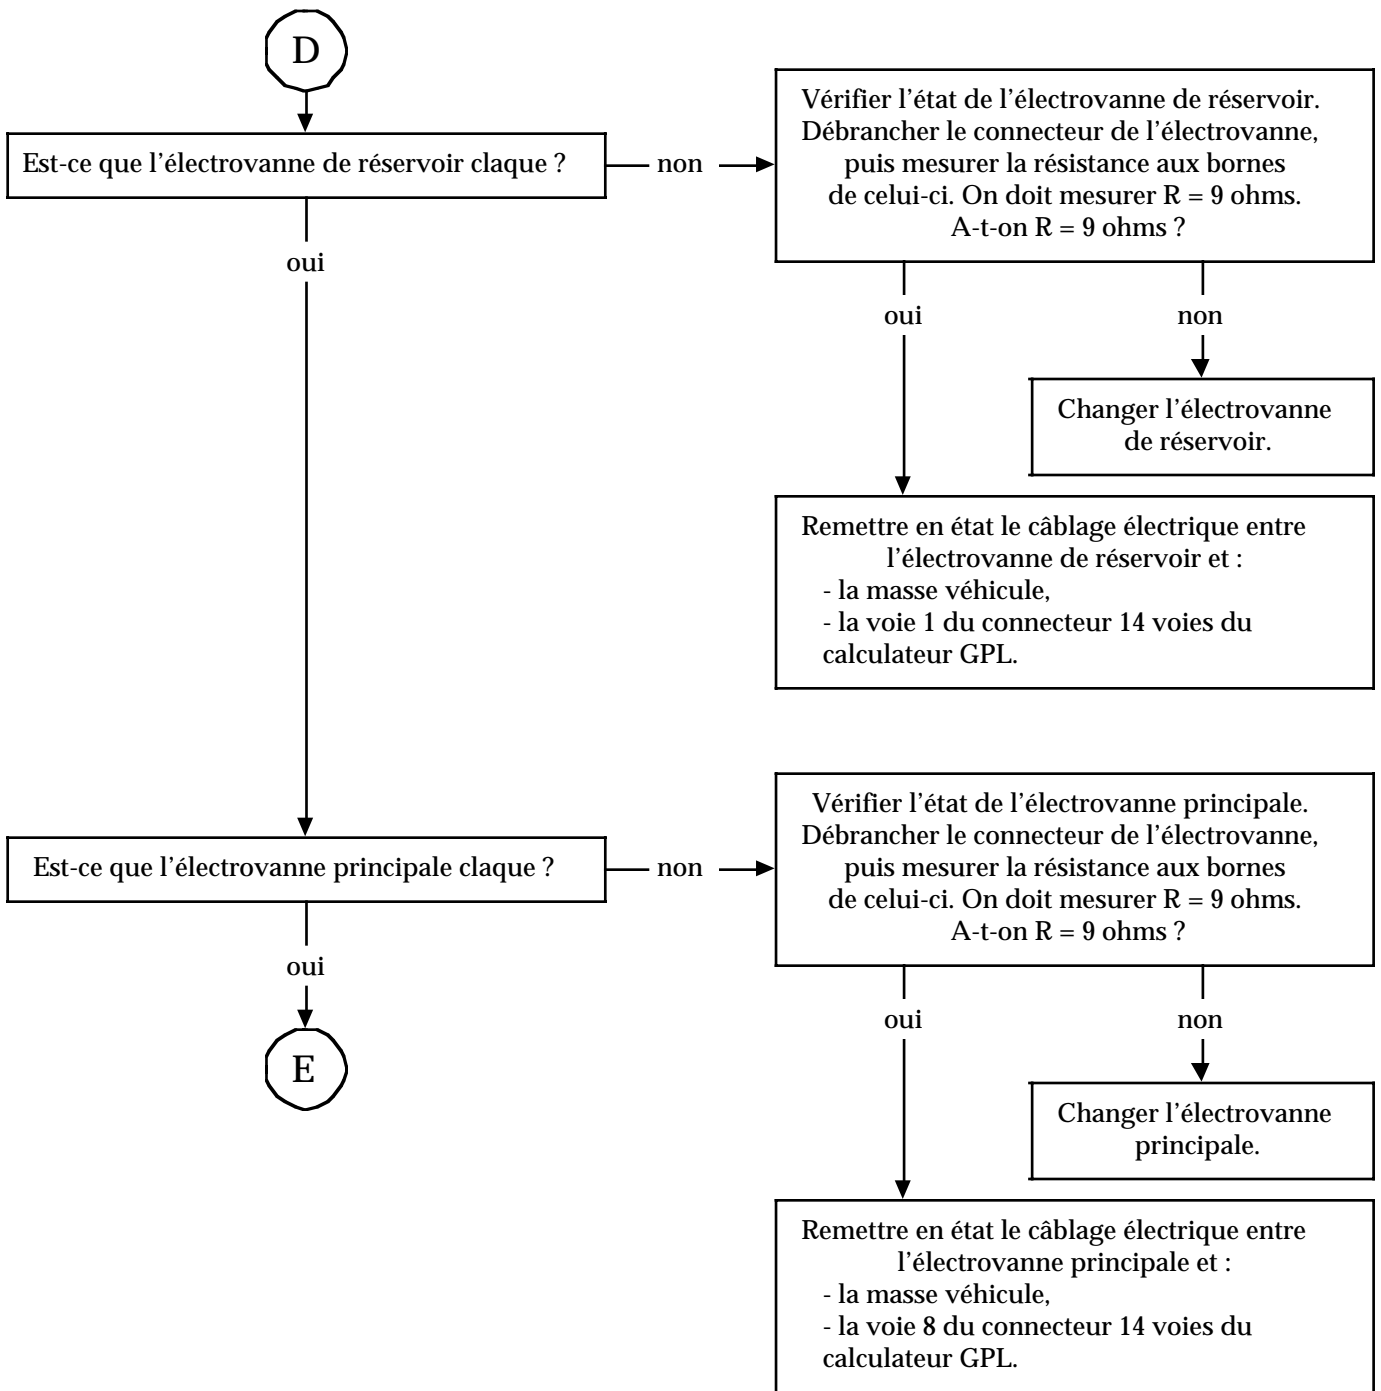 D
Est-ce que l'électrovanne de réservoir claque ?
non
Vérifier l'état de l'électrovanne de réservoir.
Débrancher le connecteur de l'électrovanne,
puis mesurer la résistance aux bornes
de celui-ci. On doit mesurer R = 9 ohms.
A-t-on R = 9 ohms ?
oui
oui
non
Changer l'électrovanne
de réservoir.
Remettre en état le câblage électrique entre
l'électrovanne de réservoir et :
- la masse véhicule,
- la voie 1 du connecteur 14 voies du
calculateur GPL.
Est-ce que l'électrovanne principale claque ?
non
Vérifier l'état de l'électrovanne principale.
Débrancher le connecteur de l'électrovanne,
puis mesurer la résistance aux bornes
de celui-ci. On doit mesurer R = 9 ohms.
A-t-on R = 9 ohms ?
oui
E
oui
non
Changer l'électrovanne
principale.
Remettre en état le câblage électrique entre
l'électrovanne principale et :
- la masse véhicule,
- la voie 8 du connecteur 14 voies du
calculateur GPL.